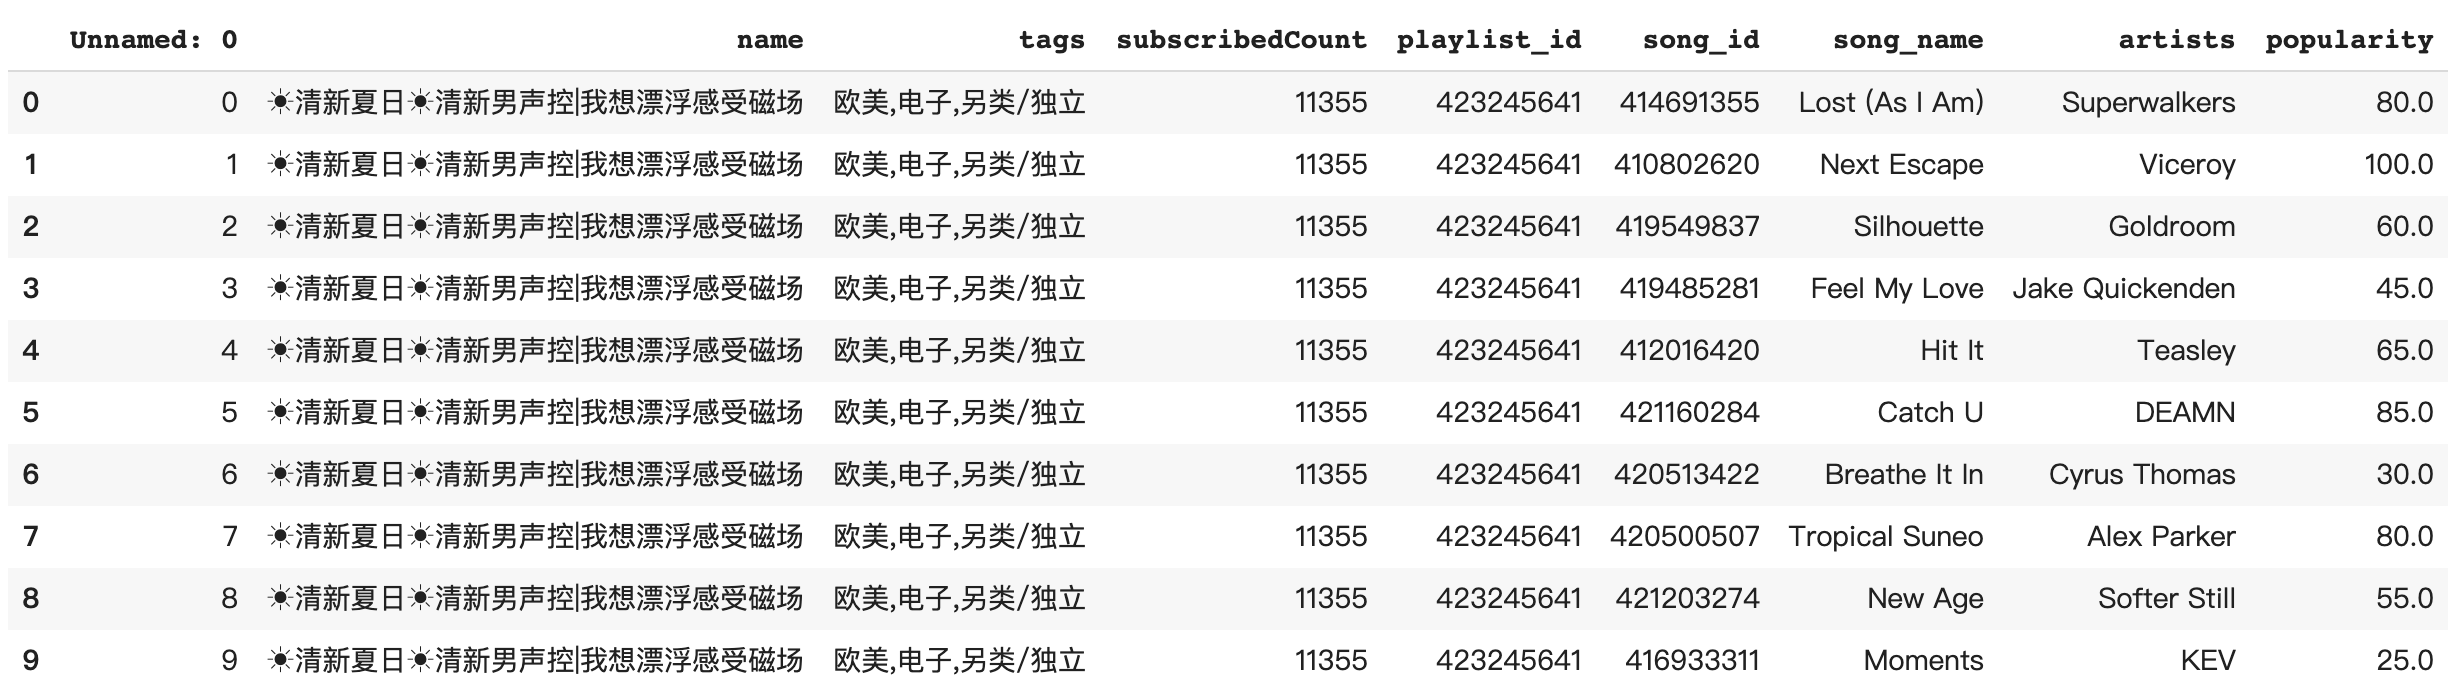 Unnamed: 0 name tags subscribedCount playlist_id song_id song_name artists popularity
0 0 ☀清新夏日☀清新男声控|我想漂浮感受磁场 欧美,电子,另类/独立 11355 423245641 414691355 Lost (As I Am) Superwalkers 80.0
1 1 ☀清新夏日☀清新男声控|我想漂浮感受磁场 欧美,电子,另类/独立 11355 423245641 410802620 Next Escape Viceroy 100.0
2 2 ☀清新夏日☀清新男声控|我想漂浮感受磁场 欧美,电子,另类/独立 11355 423245641 419549837 Silhouette Goldroom 60.0
3 3 ☀清新夏日☀清新男声控|我想漂浮感受磁场 欧美,电子,另类/独立 11355 423245641 419485281 Feel My Love Jake Quickenden 45.0
4 4 ☀清新夏日☀清新男声控|我想漂浮感受磁场 欧美,电子,另类/独立 11355 423245641 412016420 Hit It Teasley 65.0
5 5 ☀清新夏日☀清新男声控|我想漂浮感受磁场 欧美,电子,另类/独立 11355 423245641 421160284 Catch U DEAMN 85.0
6 6 ☀清新夏日☀清新男声控|我想漂浮感受磁场 欧美,电子,另类/独立 11355 423245641 420513422 Breathe It In Cyrus Thomas 30.0
7 7 ☀清新夏日☀清新男声控|我想漂浮感受磁场 欧美,电子,另类/独立 11355 423245641 420500507 Tropical Suneo Alex Parker 80.0
8 8 ☀清新夏日☀清新男声控|我想漂浮感受磁场 欧美,电子,另类/独立 11355 423245641 421203274 New Age Softer Still 55.0
9 9 ☀清新夏日☀清新男声控|我想漂浮感受磁场 欧美,电子,另类/独立 11355 423245641 416933311 Moments KEV 25.0